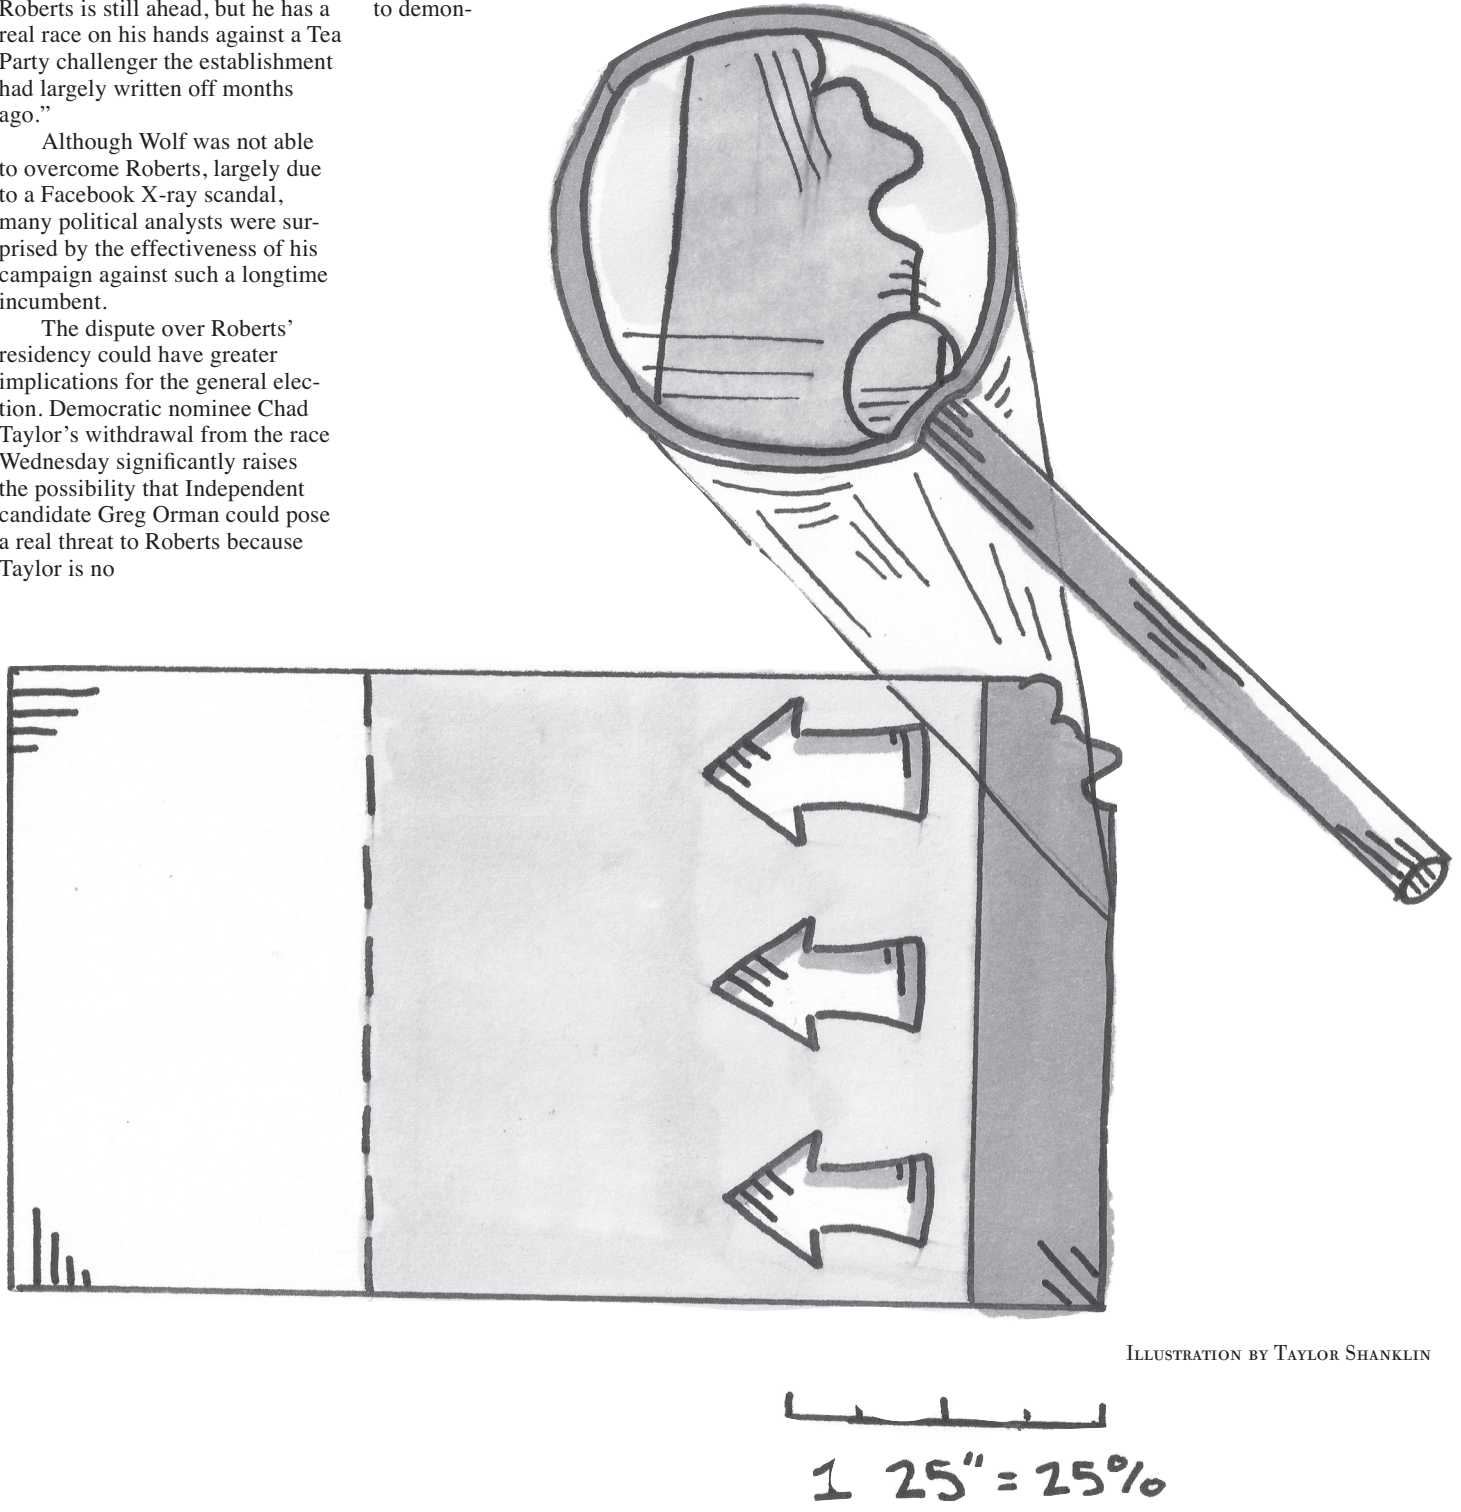 Roberts is still ahead, but he has a
real race on his hands against a Tea
Party challenger the establishment
had largely written off months
ago.”
Although Wolf was not able
to overcome Roberts, largely due
to a Facebook X-ray scandal,
many political analysts were sur-
prised by the effectiveness of his
campaign against such a longtime
incumbent.
The dispute over Roberts’
residency could have greater
implications for the general elec-
tion. Democratic nominee Chad
Taylor’s withdrawal from the race
Wednesday significantly raises
the possibility that Independent
candidate Greg Orman could pose
a real threat to Roberts because
Taylor is no
to demon-
Illustration by Taylor Shanklin
1 25" = 25%